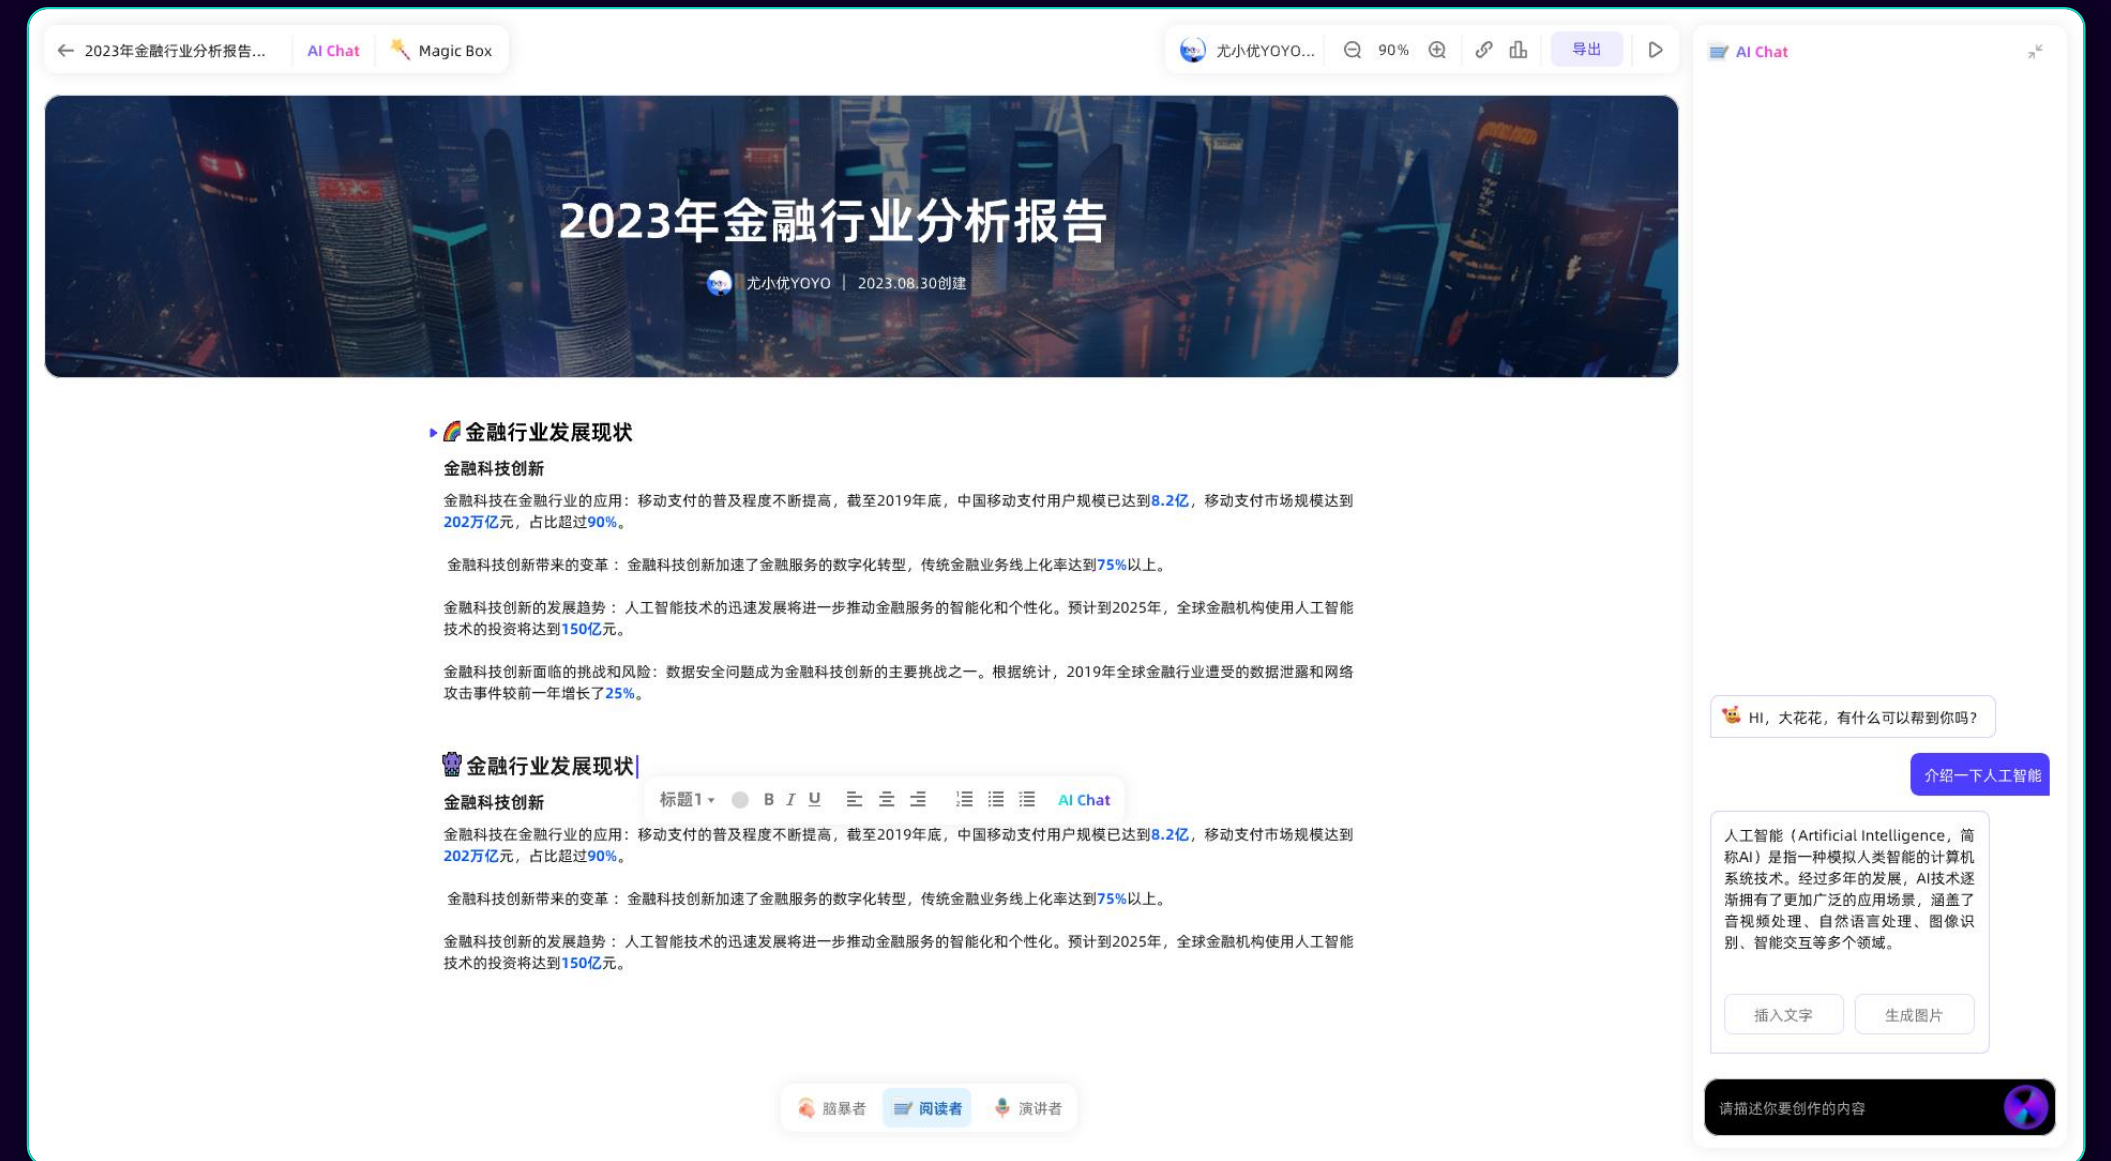 2023年金融行业分析报告...
AI Chat
Magic Box
尤小优YOYO...
90%
导出
AI Chat
2023年金融行业分析报告
尤小优YOYO | 2023.08.30创建
金融行业发展现状
金融科技创新
金融科技在金融行业的应用：移动支付的普及程度不断提高，截至2019年底，中国移动支付用户规模已达到8.2亿，移动支付市场规模达到
202万亿元，占比超过90%。
金融科技创新带来的变革 ：金融科技创新加速了金融服务的数字化转型，传统金融业务线上化率达到75%以上。
金融科技创新的发展趋势 ：人工智能技术的迅速发展将进一步推动金融服务的智能化和个性化。预计到2025年，全球金融机构使用人工智能
技术的投资将达到150亿元。
金融科技创新面临的挑战和风险：数据安全问题成为金融科技创新的主要挑战之一。根据统计，2019年全球金融行业遭受的数据泄露和网络
攻击事件较前一年增长了25%。
金融行业发展现状
标题1
B I U
AI Chat
金融科技创新
金融科技在金融行业的应用：移动支付的普及程度不断提高，截至2019年底，中国移动支付用户规模已达到8.2亿，移动支付市场规模达到
202万亿元，占比超过90%。
金融科技创新带来的变革 ：金融科技创新加速了金融服务的数字化转型，传统金融业务线上化率达到75%以上。
金融科技创新的发展趋势 ：人工智能技术的迅速发展将进一步推动金融服务的智能化和个性化。预计到2025年，全球金融机构使用人工智能
技术的投资将达到150亿元。
脑暴者
阅读者
演讲者
HI，大花花，有什么可以帮到你吗？
介绍一下人工智能
人工智能（Artificial Intelligence，简
称AI）是指一种模拟人类智能的计算机
系统技术。经过多年的发展，AI技术逐
渐拥有了更加广泛的应用场景，涵盖了
音视频处理、自然语言处理、图像识
别、智能交互等多个领域。
插入文字
生成图片
请描述你要创作的内容